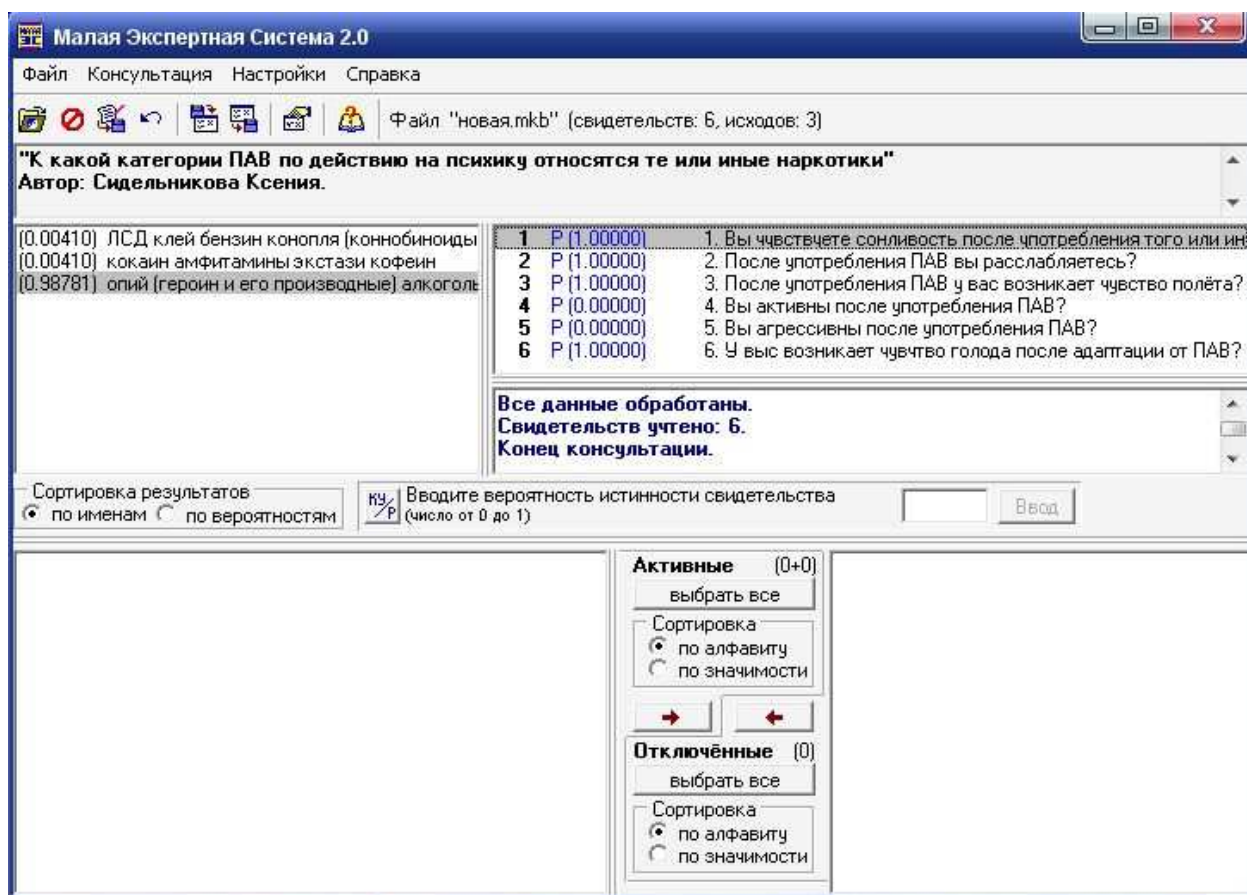 Малая Экспертная Система 2.0
Файл Консультация Настройки Справка
Файл "новая.mkb" (свидетельств: 6, исходов: 3)
"К какой категории ПАВ по действию на психику относятся те или иные наркотики"
Автор: Сидельникова Ксения.
(0.00410) ЛСД клей бензин конопля (коннобиноиды
(0.00410) кокаин амфитамины экстази кофеин
(0.98781) опий (героин и его производные) алкоголь
1 P (1.00000) 1. Вы чувствуете сонливость после употребления того или ин
2 P (1.00000) 2. После употребления ПАВ вы расслабляетесь?
3 P (1.00000) 3. После употребления ПАВ у вас возникает чувство полёта?
4 P (0.00000) 4. Вы активны после употребления ПАВ?
5 P (0.00000) 5. Вы агрессивны после употребления ПАВ?
6 P (1.00000) 6. У выс возникает чувчтво голода после адаптации от ПАВ?
Все данные обработаны.
Свидетельств учтено: 6.
Конец консультации.
Сортировка результатов
по именам по вероятностям
КУ/Р Вводите вероятность истинности свидетельства
(число от 0 до 1)
Ввод
Активные (0+0)
выбрать все
Сортировка
по алфавиту
по значимости
Отключённые (0)
выбрать все
Сортировка
по алфавиту
по значимости